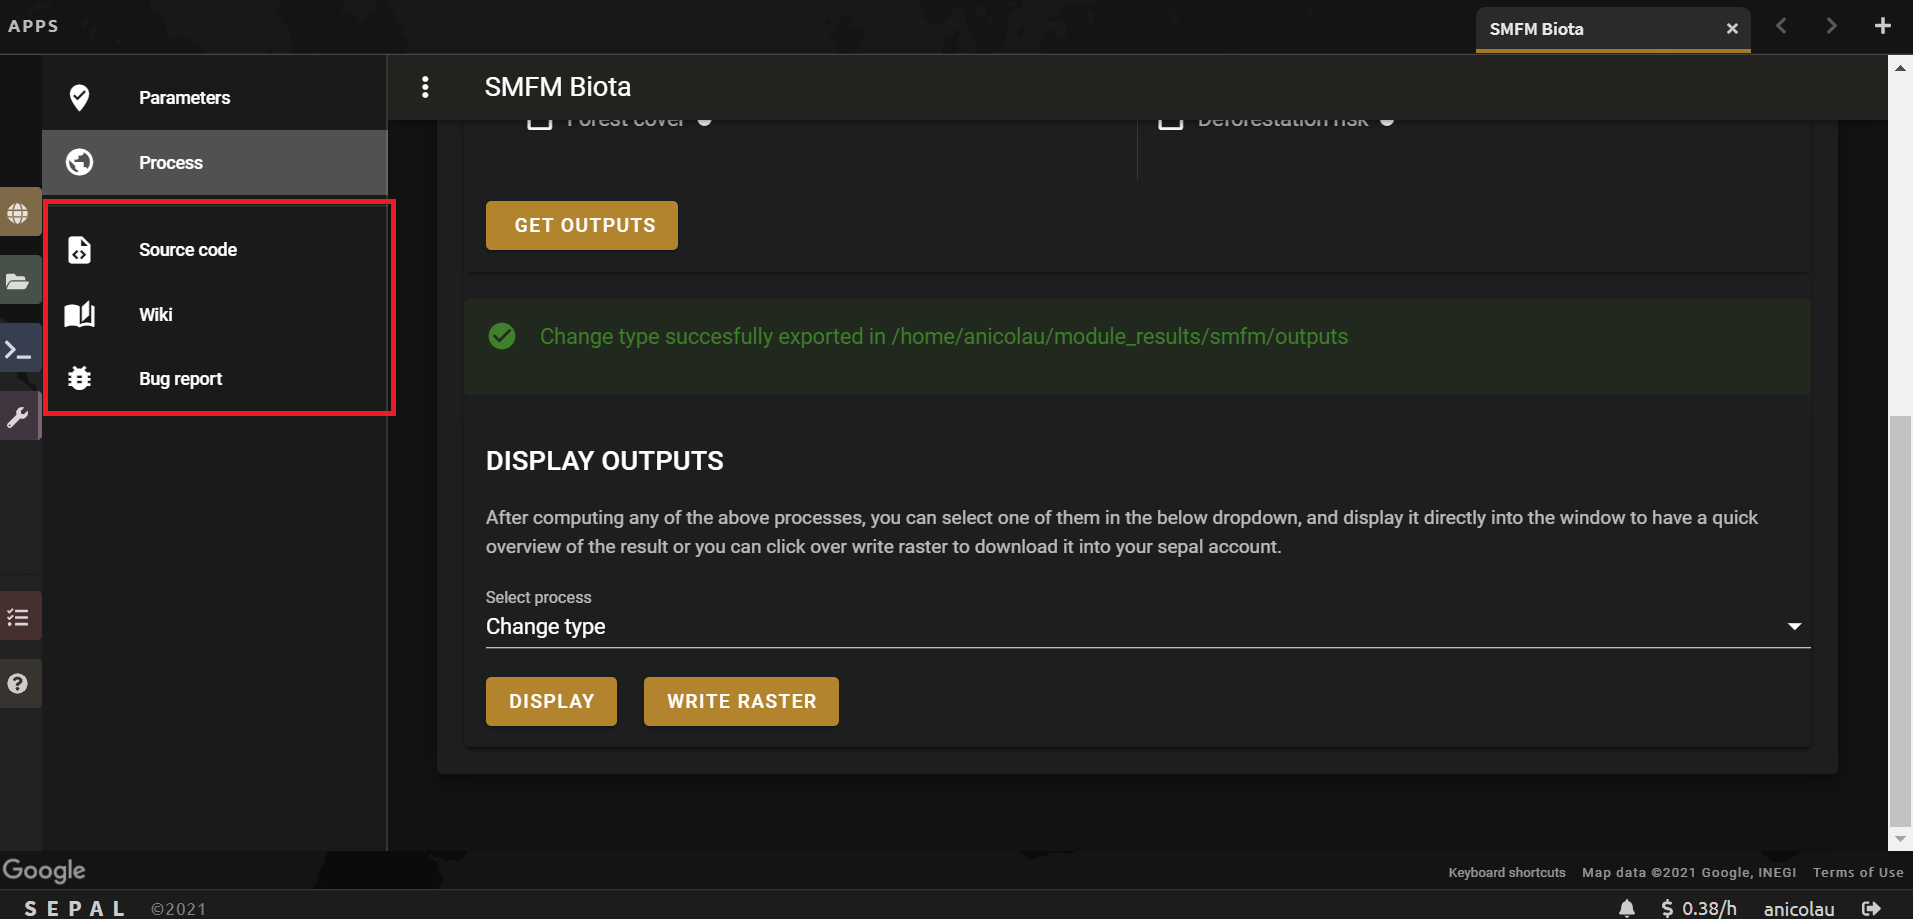 APPS
SMFM Biota
Parameters
SMFM Biota
Forest cover
Deforestation risk
Process
GET OUTPUTS
Source code
Wiki
Change type succesfully exported in /home/anicolau/module_results/smfm/outputs
Bug report
DISPLAY OUTPUTS
After computing any of the above processes, you can select one of them in the below dropdown, and display it directly into the window to have a quick
overview of the result or you can click over write raster to download it into your sepal account.
Select process
Change type
DISPLAY
WRITE RASTER
Google
Keyboard shortcuts
Map data ©2021 Google, INEGI
Terms of Use
SEPAL
©2021
$ 0.38/h
anicolau